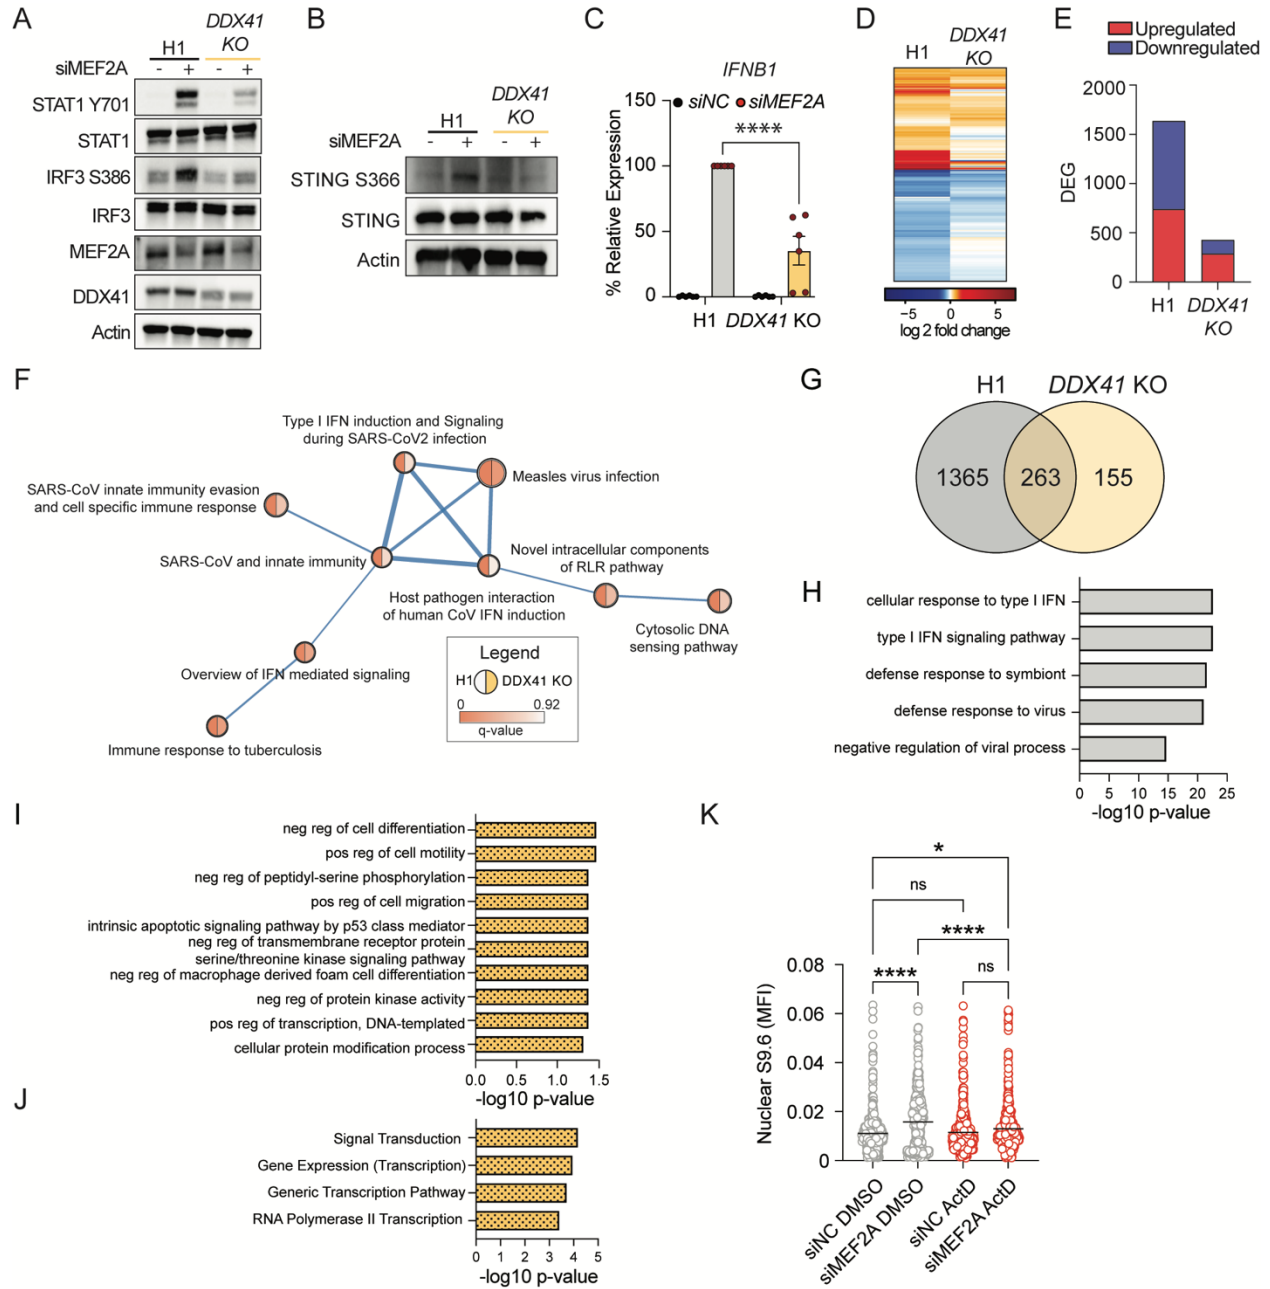 A
DDX41
KO
H1
siMEF2A
-
+
-
+
STAT1 Y701
STAT1
IRF3 S386
IRF3
MEF2A
DDX41
Actin
B
DDX41
KO
H1
siMEF2A
-
+
-
+
STING S366
STING
Actin
C
IFNB1
siNC
siMEF2A
****
% Relative Expression
150
100
50
0
H1
DDX41 KO
D
H1
DDX41
KO
−5
0
5
log 2 fold change
E
Upregulated
Downregulated
DEG
2000
1500
1000
500
0
H1
DDX41
KO
F
Type I IFN induction and Signaling
during SARS-CoV2 infection
Measles virus infection
SARS-CoV innate immunity evasion
and cell specific immune response
SARS-CoV and innate immunity
Novel intracellular components
of RLR pathway
Host pathogen interaction
of human CoV IFN induction
Cytosolic DNA
sensing pathway
Overview of IFN mediated signaling
Immune response to tuberculosis
Legend
H1
DDX41 KO
0
0.92
q-value
G
H1
DDX41 KO
1365
263
155
H
cellular response to type I IFN
type I IFN signaling pathway
defense response to symbiont
defense response to virus
negative regulation of viral process
0
5
10
15
20
25
-log10 p-value
I
neg reg of cell differentiation
pos reg of cell motility
neg reg of peptidyl-serine phosphorylation
pos reg of cell migration
intrinsic apoptotic signaling pathway by p53 class mediator
neg reg of transmembrane receptor protein
serine/threonine kinase signaling pathway
neg reg of macrophage derived foam cell differentiation
neg reg of protein kinase activity
pos reg of transcription, DNA-templated
cellular protein modification process
0.0
0.5
1.0
1.5
-log10 p-value
J
Signal Transduction
Gene Expression (Transcription)
Generic Transcription Pathway
RNA Polymerase II Transcription
0
1
2
3
4
5
-log10 p-value
K
*
ns
****
****
ns
Nuclear S9.6 (MFI)
0.08
0.06
0.04
0.02
0
siNC DMSO
siMEF2A DMSO
siNC ActD
siMEF2A ActD